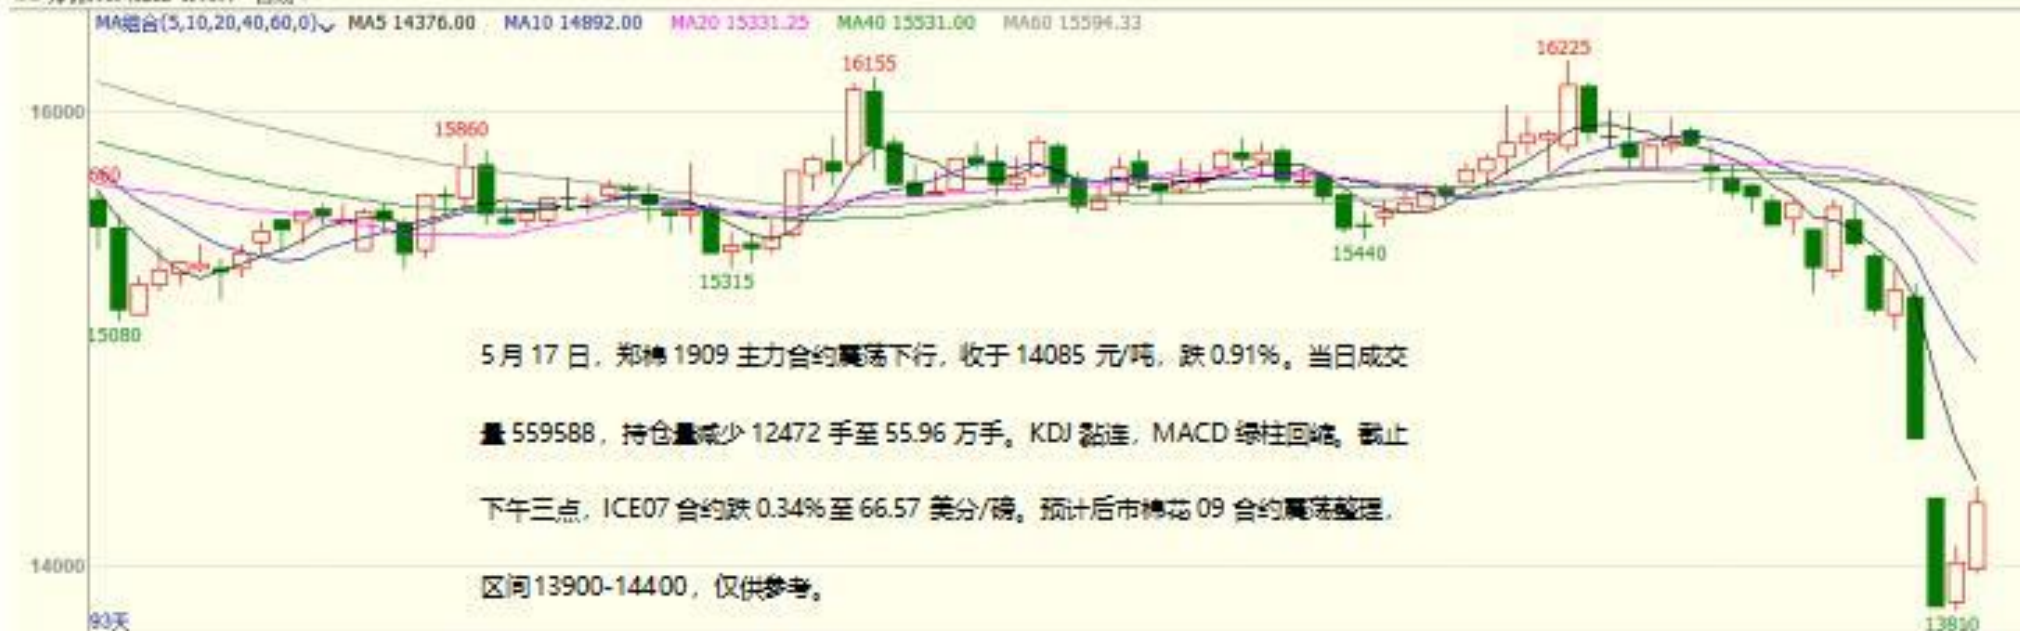 MA组合(5,10,20,40,60,0) MA5 14376.00 MA10 14892.00 MA20 15331.25 MA40 15531.00 MA60 15594.33
16225
16155
16000
15860
660
15440
15315
15080
5月17日，郑棉1909主力合约震荡下行，收于14085 元/吨，跌0.91%。当日成交
量559588，持仓量减少12472手至55.96万手。KDJ黏连，MACD绿柱回缩。截止
下午三点，ICE07合约跌0.34%至66.57 美分/磅。预计后市棉花09合约震荡整理，
区间13900-14400，仅供参考。
14000
93天
13810